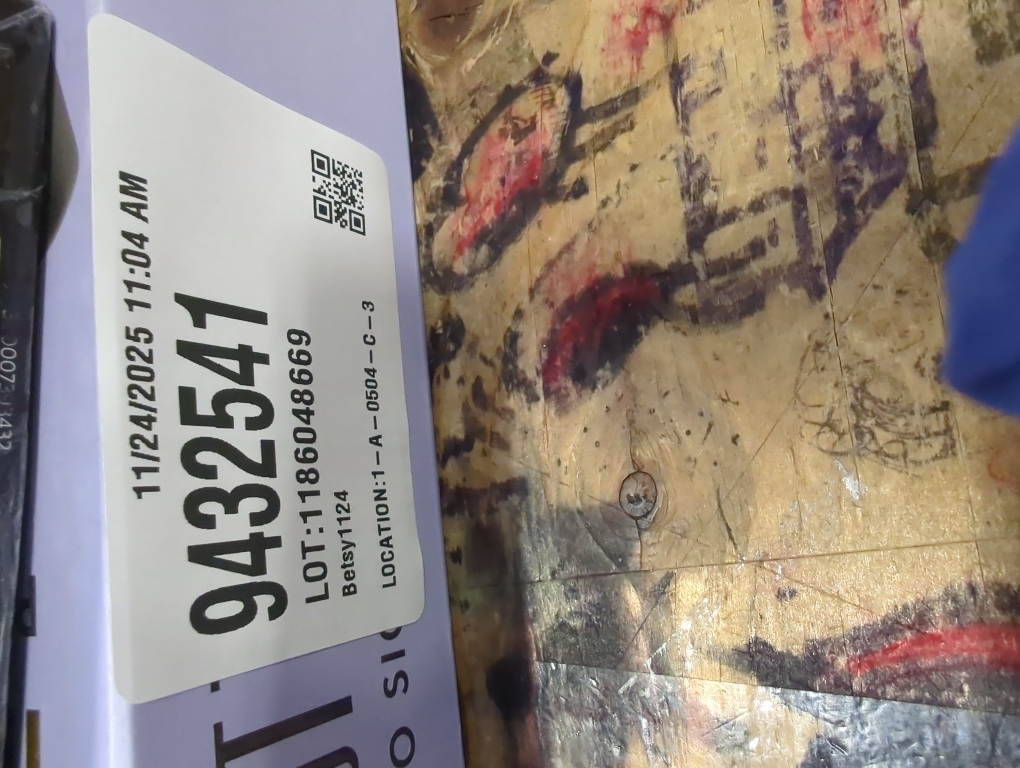 11/24/2025 11:04 AM
9432541
LOT:1186048669
Betsy1124
LOCATION:1-A-0504-C-3